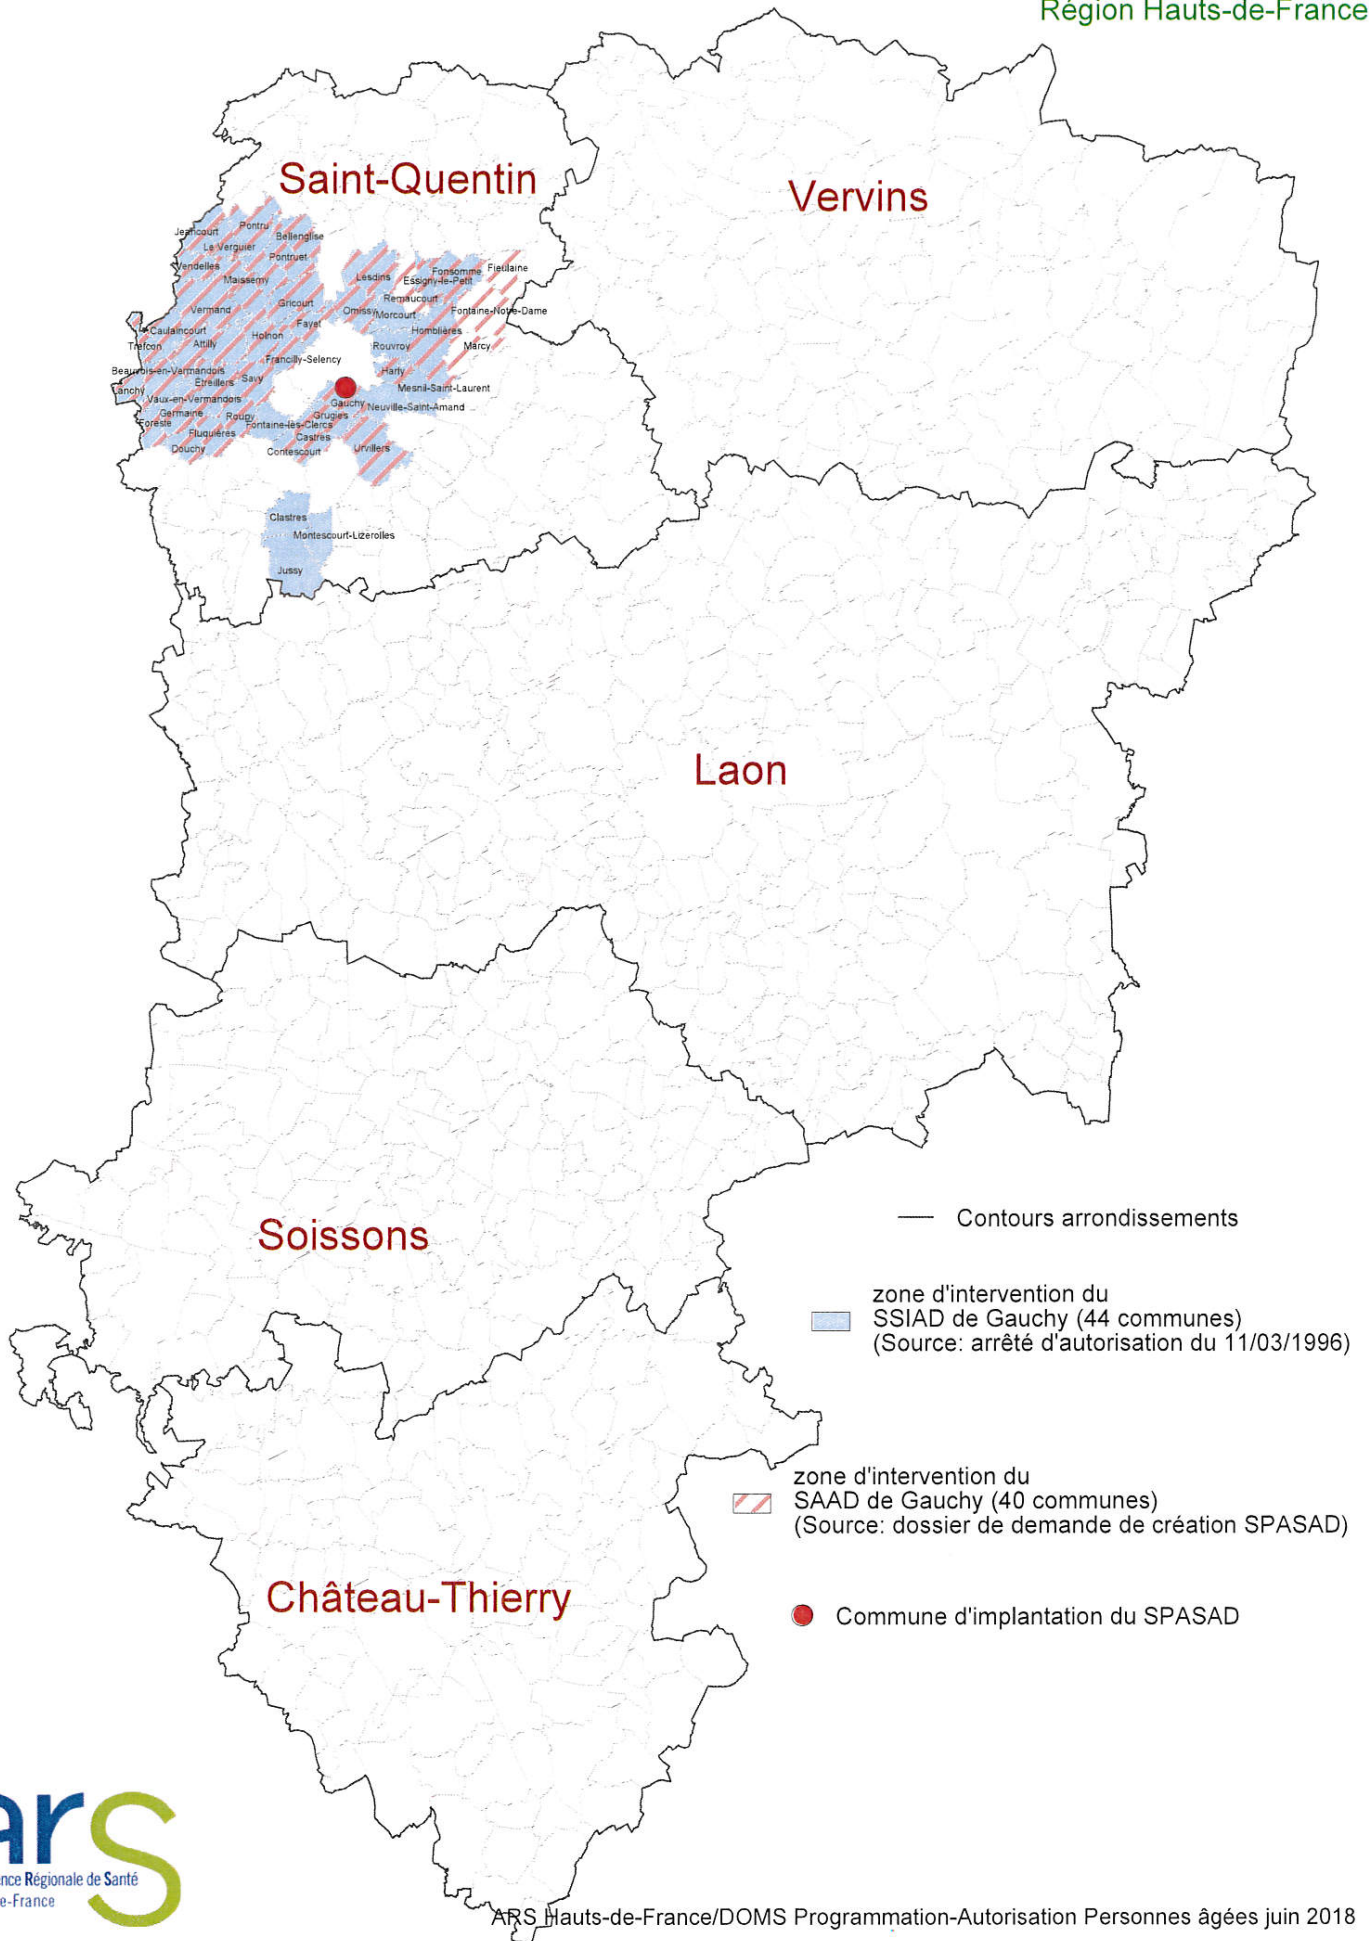 Région Hauts-de-France
Saint-Quentin
Vervins
Jeancourt
Pontru
Bellenglise
Le Verguier
Pontruet
Vendelles
Maissemy
Lesdins
Fonsomme
Fieulaine
Essigny-le-Petit
Remaucourt
Gricourt
Vermand
Omissy
Morcourt
Fontaine-Notre-Dame
Fayet
Caulaincourt
Holnon
Homblières
Trefcon
Attilly
Rouvroy
Marcy
Francilly-Selency
Beauvois-en-Vermandois
Harly
Savy
Étreillers
Lanchy
Mesnil-Saint-Laurent
Vaux-en-Vermandois
Gauchy
Neuville-Saint-Amand
Germaine
Roupy
Grugies
Foreste
Fontaine-lès-Clercs
Fluquières
Castres
Douchy
Contescourt
Urvillers
Clastres
Montescourt-Lizerolles
Jussy
Laon
Soissons
Contours arrondissements
zone d'intervention du
SSIAD de Gauchy (44 communes)
(Source: arrêté d'autorisation du 11/03/1996)
zone d'intervention du
SAAD de Gauchy (40 communes)
(Source: dossier de demande de création SPASAD)
Château-Thierry
Commune d'implantation du SPASAD
ars
ence Régionale de Santé
e-France
ARS Hauts-de-France/DOMS Programmation-Autorisation Personnes âgées juin 2018